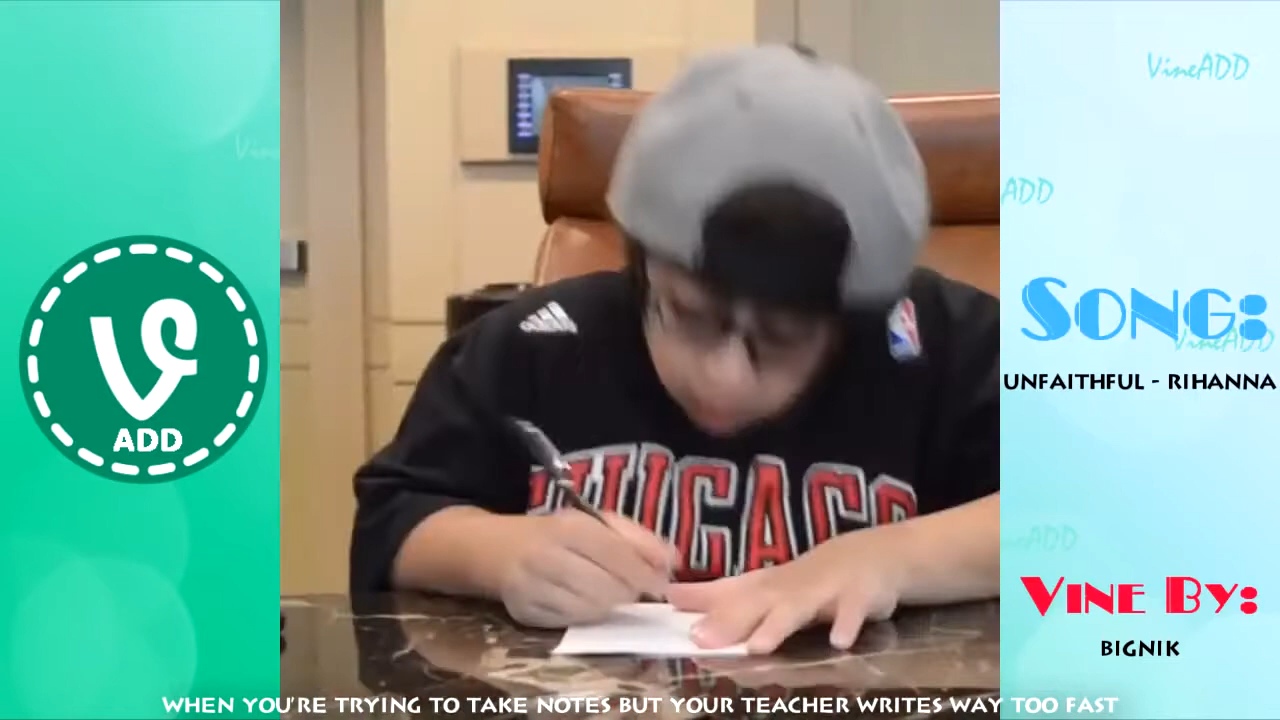 VineADD
ADD
SONG:
VineADD
UNFAITHFUL - RIHANNA
ADD
CHICAGO
VINE BY:
BIGNIK
WHEN YOU'RE TRYING TO TAKE NOTES BUT YOUR TEACHER WRITES WAY TOO FAST